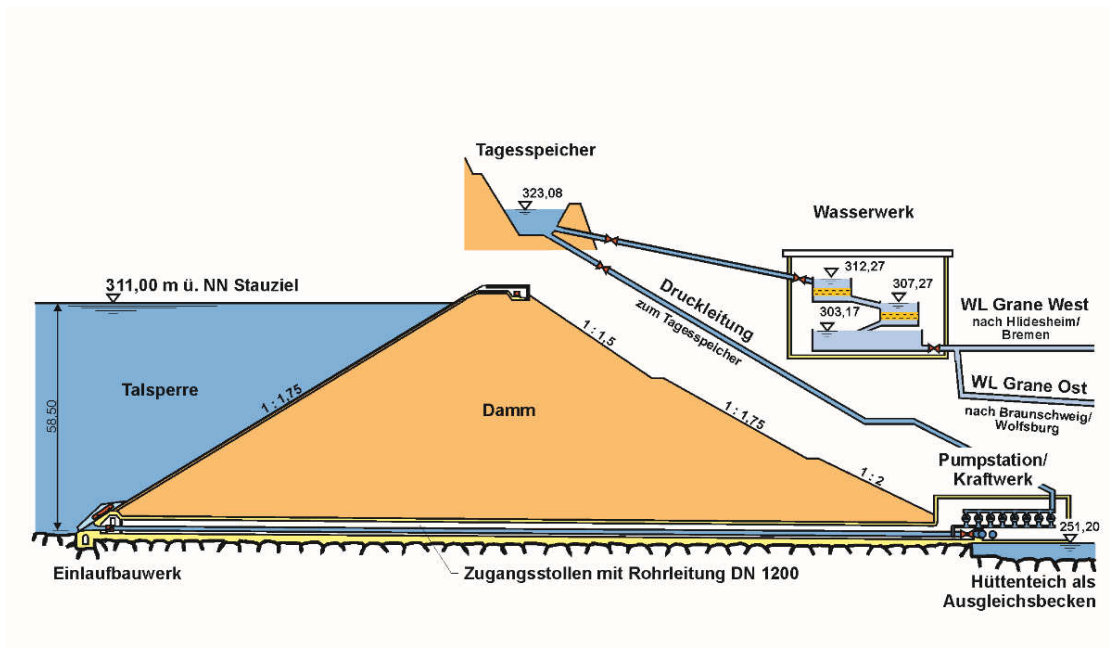 Tagesspeicher
323,08
Wasserwerk
312,27
307,27
303,17
311,00 m ü. NN Stauziel
Druckleitung
zum Tagesspeicher
WL Grane West
nach Hlidesheim/
Bremen
WL Grane Ost
nach Braunschweig/
Wolfsburg
1 : 1,5
58,50
Talsperre
1 : 1,75
Damm
1 : 1,75
1 : 2
Pumpstation/
Kraftwerk
251,20
Einlaufbauwerk
Zugangsstollen mit Rohrleitung DN 1200
Hüttenteich als
Ausgleichsbecken